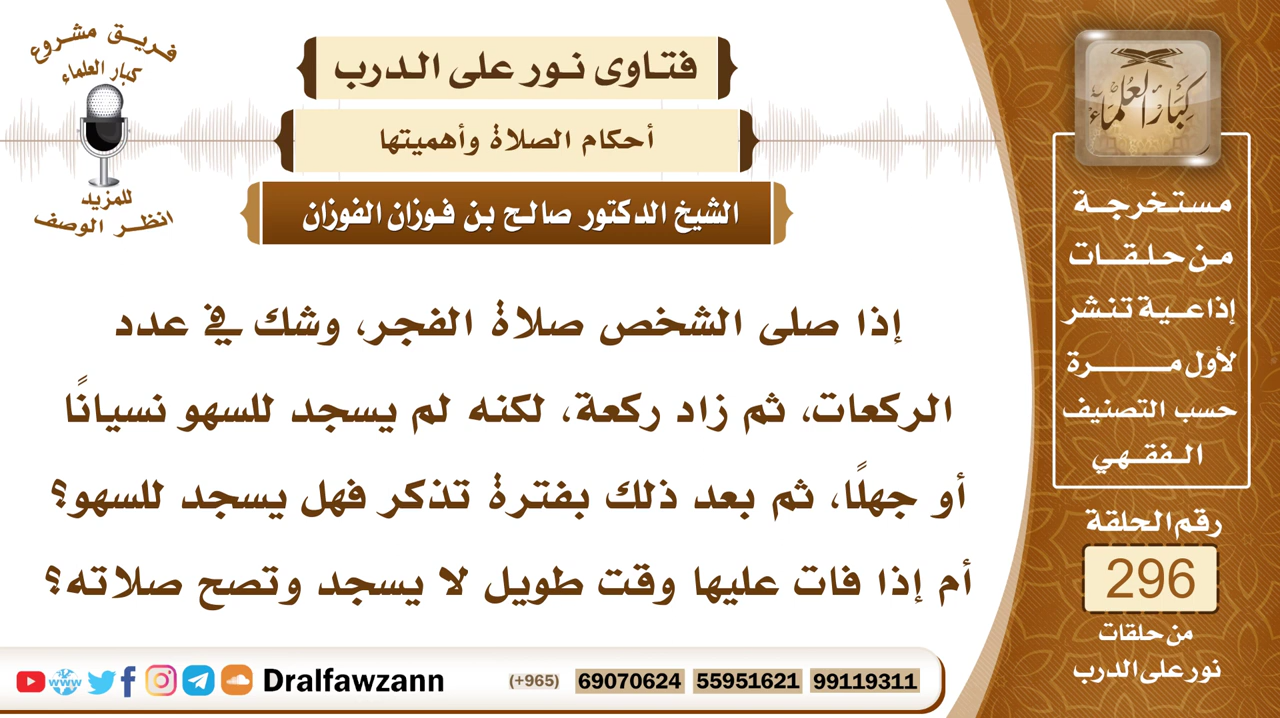 فريق مشروع
كبار العلماء
للمزيد
انظر الوصف
فتاوى نور على الدرب
أحكام الصلاة وأهميتها
الشيخ الدكتور صالح بن فوزان الفوزان
إذا صلى الشخص صلاة الفجر، وشك في عدد
الركعات، ثم زاد ركعة، لكنه لم يسجد للسهو نسيانًا
أو جهلًا، ثم بعد ذلك بفترة تذكر فهل يسجد للسهو؟
أم إذا فات عليها وقت طويل لا يسجد وتصح صلاته؟
كبار العلماء
مستخرجة
من حلقات
إذاعية تنشر
لأول مرة
حسب التصنيف
الفقهي
رقم الحلقة
296
من حلقات
نور على الدرب
www Dralfawzann (+965) 69070624 55951621 99119311